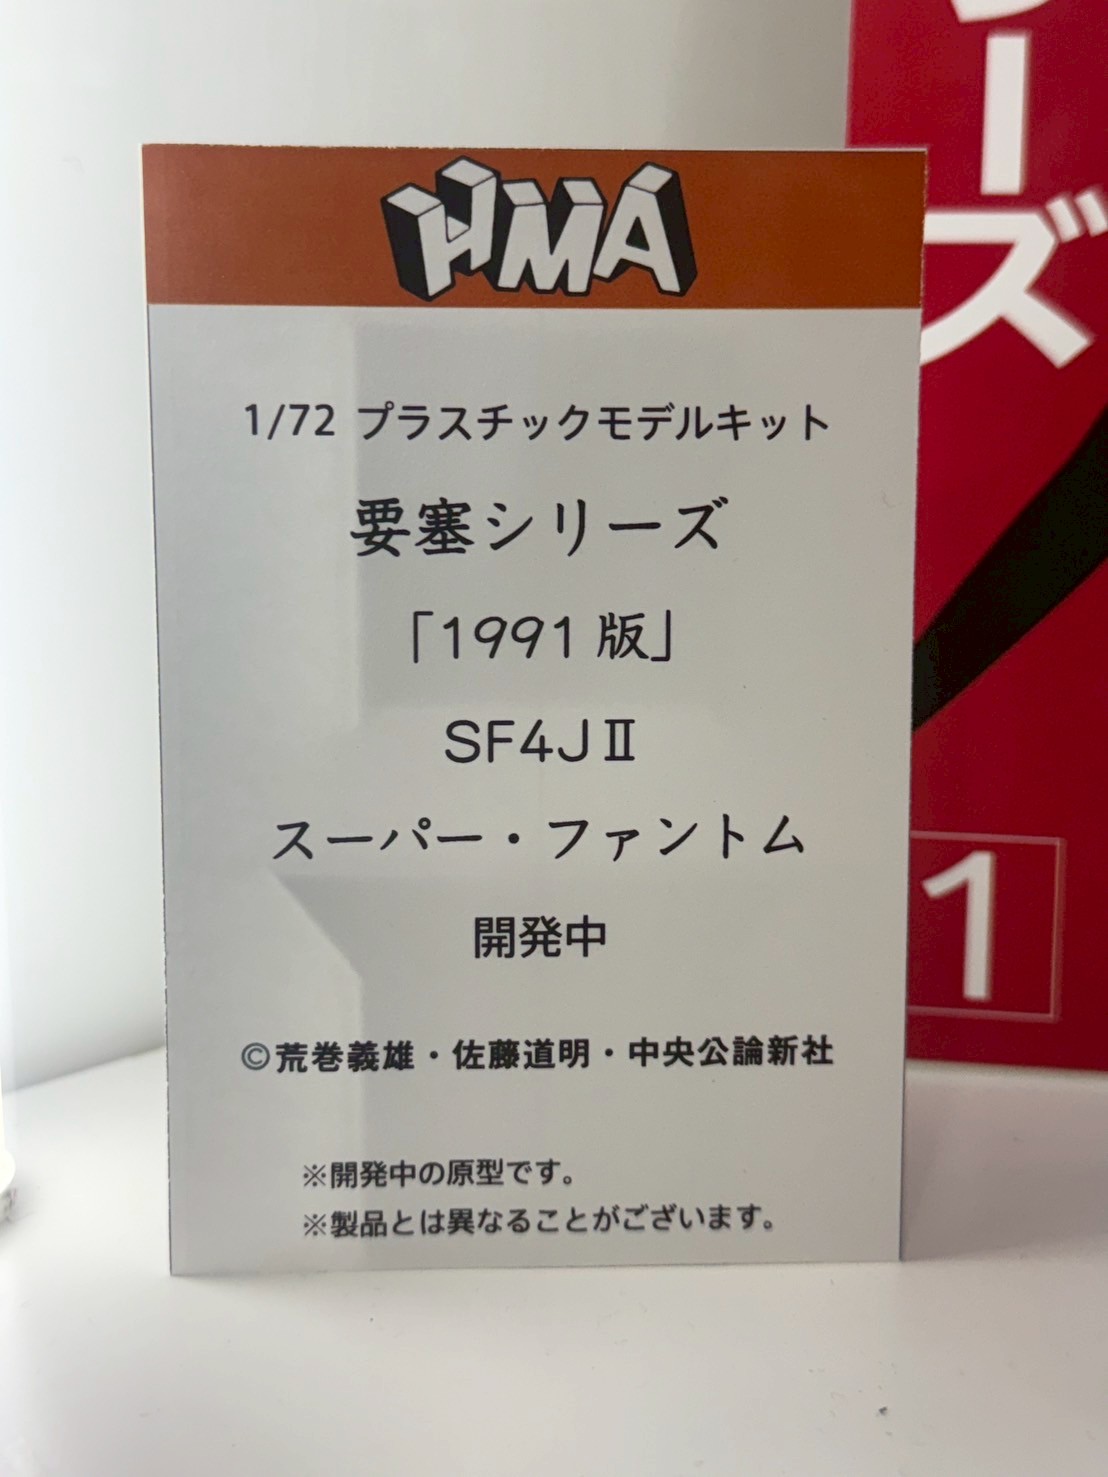 HMA
1/72 プラスチックモデルキット
要塞シリーズ
「1991版」
SF4JⅡ
スーパー・ファントム
開発中
©荒巻義雄・佐藤道明・中央公論新社
※開発中の原型です。
※製品とは異なることがございます。
ーズ
1